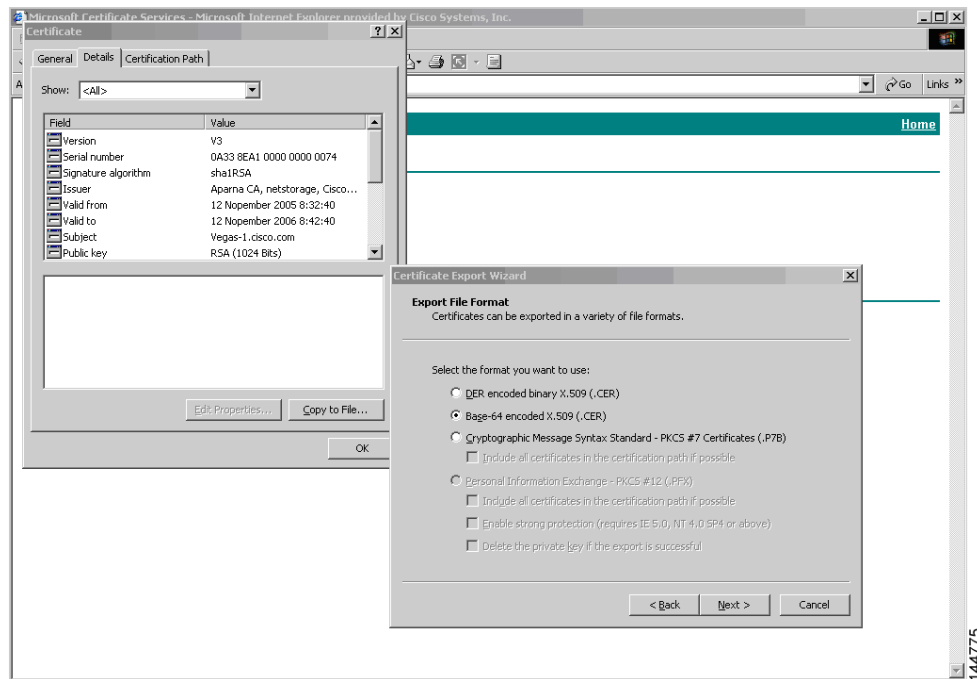 Microsoft Certificate Services - Microsoft Internet Explorer provided by Cisco Systems, Inc.
Certificate
General Details Certification Path
Show: <All>
Field Value
Version V3
Serial number 0A33 8EA1 0000 0000 0074
Signature algorithm sha1RSA
Issuer Aparna CA, netstorage, Cisco...
Valid from 12 Nopember 2005 8:32:40
Valid to 12 Nopember 2006 8:42:40
Subject Vegas-1.cisco.com
Public key RSA (1024 Bits)
Edit Properties... Copy to File...
OK
Go Links »
Home
Certificate Export Wizard
Export File Format
Certificates can be exported in a variety of file formats.
Select the format you want to use:
DER encoded binary X.509 (.CER)
Base-64 encoded X.509 (.CER)
Cryptographic Message Syntax Standard - PKCS #7 Certificates (.P7B)
Include all certificates in the certification path if possible
Personal Information Exchange - PKCS #12 (.PFX)
Include all certificates in the certification path if possible
Enable strong protection (requires IE 5.0, NT 4.0 SP4 or above)
Delete the private key if the export is successful
< Back Next > Cancel
144775